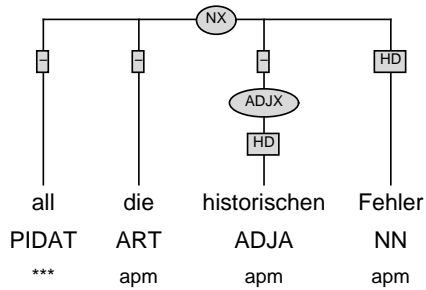 NX
– – – HD
ADJX
HD
all die historischen Fehler
PIDAT ART ADJA NN
*** apm apm apm